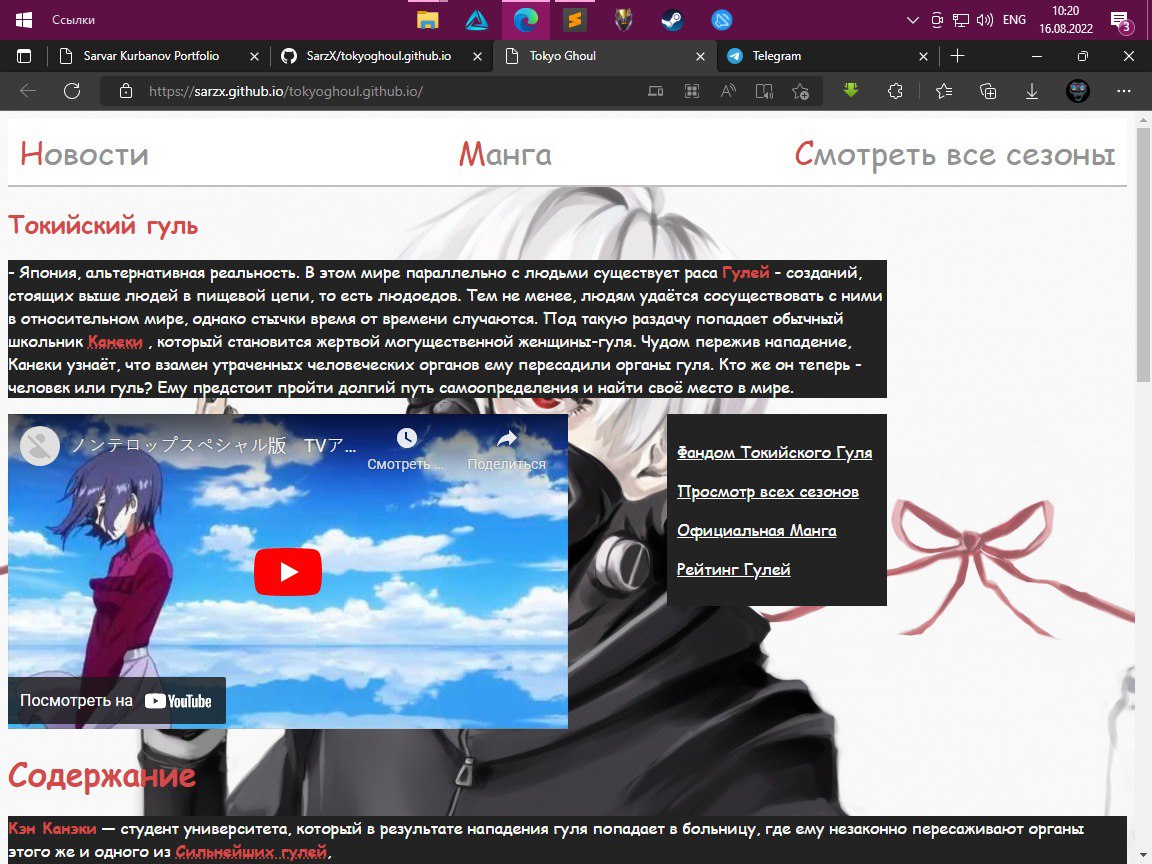 Ссылки
ENG
10:20
16.08.2022
3
Sarvar Kurbanov Portfolio
SarzX/tokyoghoul.github.io
Tokyo Ghoul
Telegram
https://sarzx.github.io/tokyoghoul.github.io/
Новости
Манга
Смотреть все сезоны
Токийский гуль
- Япония, альтернативная реальность. В этом мире параллельно с людьми существует раса Гулей - созданий,
стоящих выше людей в пищевой цепи, то есть людоедов. Тем не менее, людям удаётся сосуществовать с ними
в относительном мире, однако стычки время от времени случаются. Под такую раздачу попадает обычный
школьник Канеки , который становится жертвой могущественной женщины-гуля. Чудом пережив нападение,
Канеки узнаёт, что взамен утраченных человеческих органов ему пересадили органы гуля. Кто же он теперь -
человек или гуль? Ему предстоит пройти долгий путь самоопределения и найти своё место в мире.
ノンテロップスペシャル版 TVア...
Смотреть ...
Поделиться
Посмотреть на YouTube
Фандом Токийского Гуля
Просмотр всех сезонов
Официальная Манга
Рейтинг Гулей
Содержание
Кэн Канэки — студент университета, который в результате нападения гуля попадает в больницу, где ему незаконно пересаживают органы
этого же и одного из Сильнейших гулей,